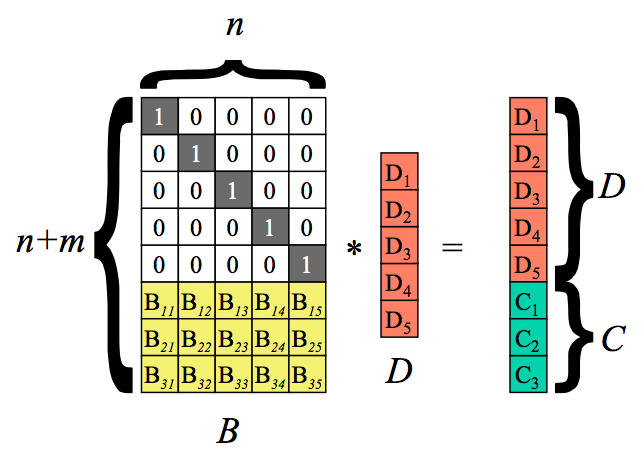 n
1 0 0 0 0 D₁
0 1 0 0 0 D₁ D₂
0 0 1 0 0 D₂ D₃ D
n+m 0 0 0 1 0 * D₃ = D₄
0 0 0 0 1 D₄ D₅
B₁₁ B₁₂ B₁₃ B₁₄ B₁₅ D₅ C₁
B₂₁ B₂₂ B₂₃ B₂₄ B₂₅ C₂ C
B₃₁ B₃₂ B₃₃ B₃₄ B₃₅ D C₃
B